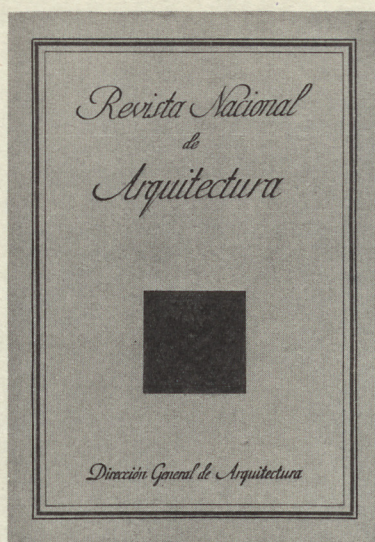 Revista Nacional
de
Arquitectura
Dirección General de Arquitectura